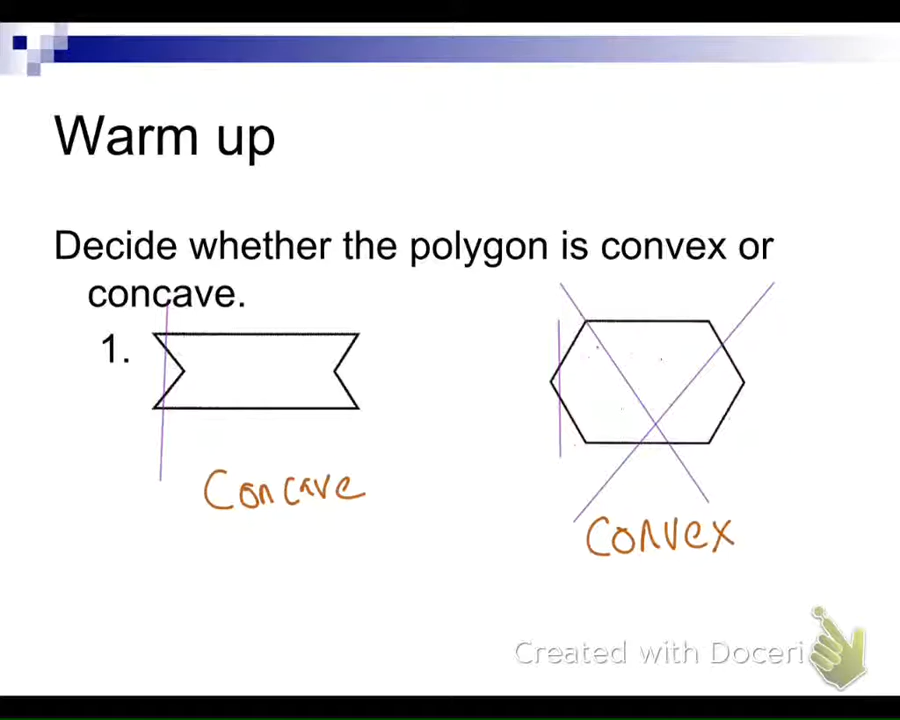 Warm up
Decide whether the polygon is convex or
concave.
1.
Concave
Convex
Created with Doceri